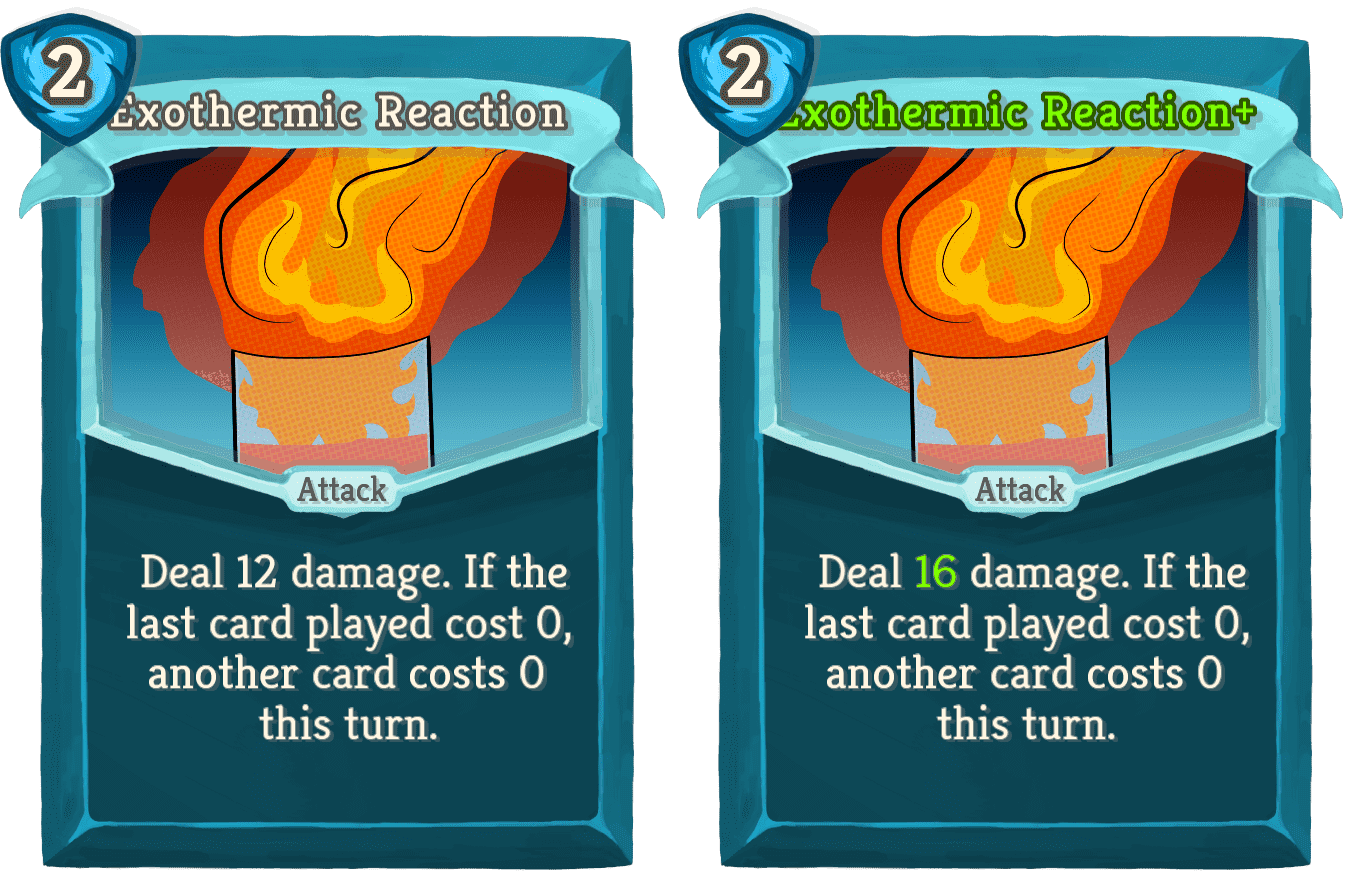 2
Exothermic Reaction
Attack
Deal 12 damage. If the
last card played cost 0,
another card costs 0
this turn.
2
Exothermic Reaction+
Attack
Deal 16 damage. If the
last card played cost 0,
another card costs 0
this turn.